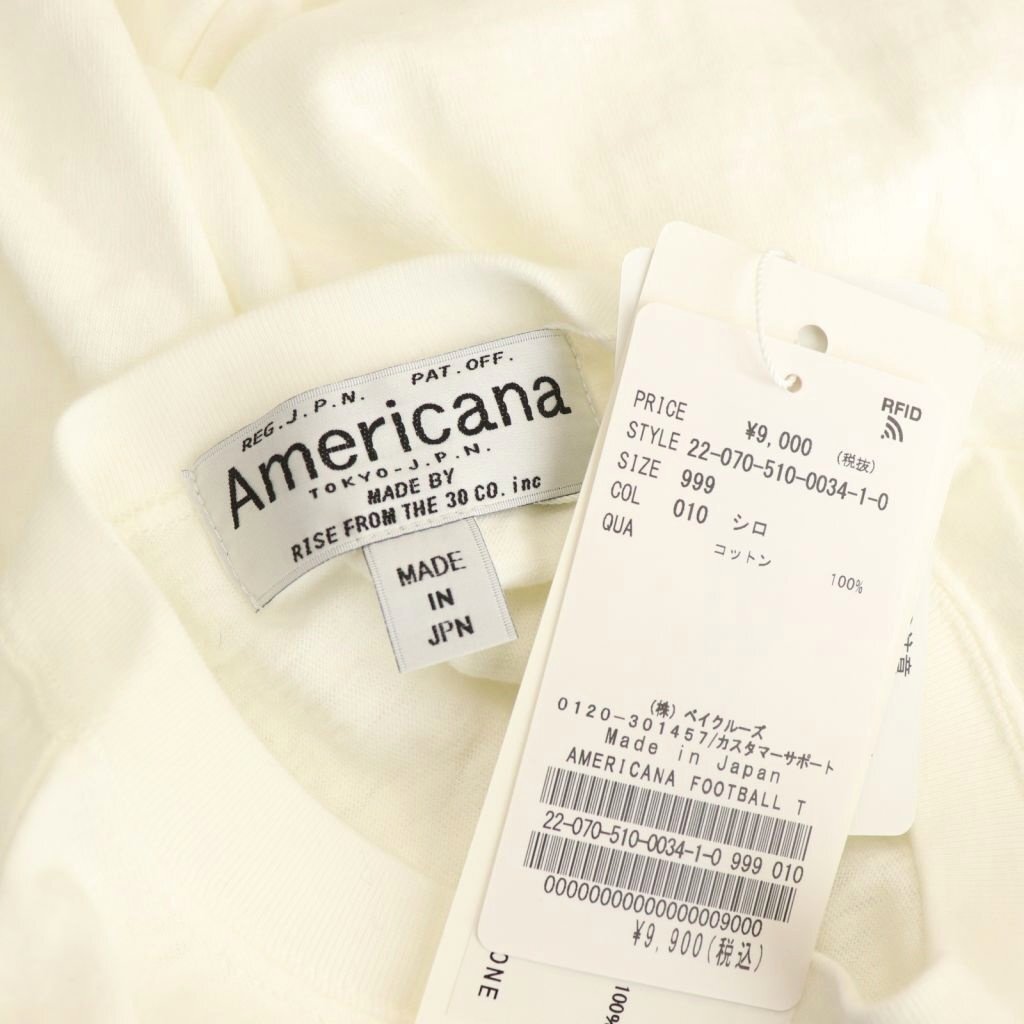 REG. J.P.N. PAT. OFF.
Americana
TOKYO-J.P.N.
MADE BY
RISE FROM THE 30 CO. inc
MADE
IN
JPN
RFID
PRICE ¥9,000 (税抜)
STYLE 22-070-510-0034-1-0
SIZE 999
COL 010 シロ
QUA コットン 100%
(株) ベイクルーズ
0120-301457/カスタマーサポート
Made in Japan
AMERICANA FOOTBALL T
22-070-510-0034-1-0 999 010
00000000000000009000
¥9,900(税込)
ONE
100%